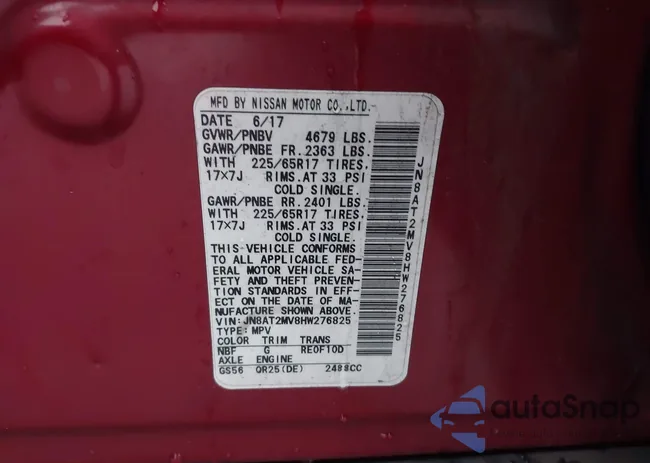 MFD BY NISSAN MOTOR CO.,LTD.
DATE 6/17
GVWR/PNBV 4679 LBS.
GAWR/PNBE FR. 2363 LBS.
WITH 225/65R17 TIRES.
17×7J RIMS.AT 33 PSI
COLD SINGLE.
GAWR/PNBE RR. 2401 LBS.
WITH 225/65R17 TIRES.
17×7J RIMS.AT 33 PSI
COLD SINGLE.
THIS VEHICLE CONFORMS
TO ALL APPLICABLE FED-
ERAL MOTOR VEHICLE SA-
FETY AND THEFT PREVEN-
TION STANDARDS IN EFF-
ECT ON THE DATE OF MA-
NUFACTURE SHOWN ABOVE.
VIN: JN8AT2MV8HW276825
TYPE: MPV
COLOR TRIM TRANS
NBF G RE0F10D
AXLE ENGINE
GS56 QR25(DE) 2488CC
JN8AT2MV8HW276825
autoSnap